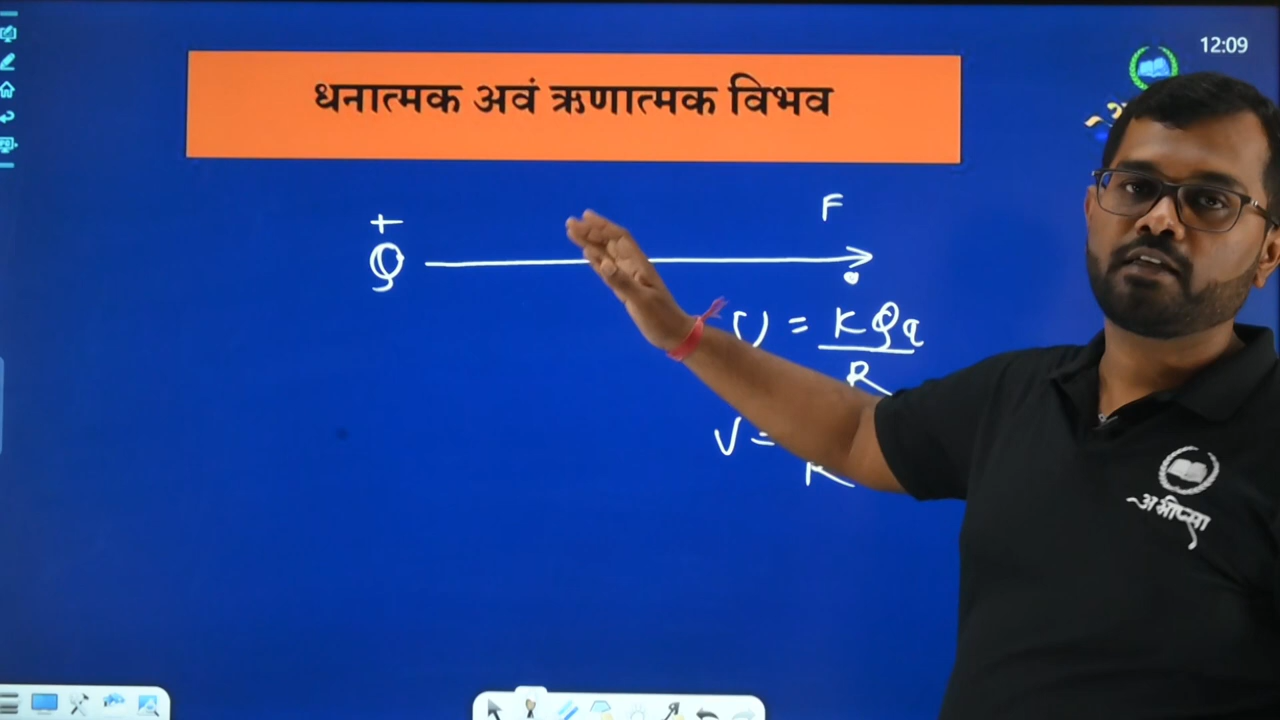 12:09
धनात्मक अवं ऋणात्मक विभव
+
Q
F
U = KQq
R
V =
R
अभीप्सा